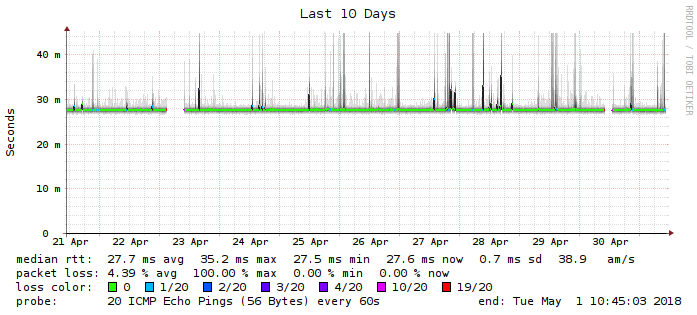 Last 10 Days
RRDTOOL / TOBI OETIKER
Seconds
40 m
30 m
20 m
10 m
0
21 Apr 22 Apr 23 Apr 24 Apr 25 Apr 26 Apr 27 Apr 28 Apr 29 Apr 30 Apr
median rtt: 27.7 ms avg 35.2 ms max 27.5 ms min 27.6 ms now 0.7 ms sd 38.9 am/s
packet loss: 4.39 % avg 100.00 % max 0.00 % min 0.00 % now
loss color: 0 1/20 2/20 3/20 4/20 10/20 19/20
probe: 20 ICMP Echo Pings (56 Bytes) every 60s end: Tue May 1 10:45:03 2018